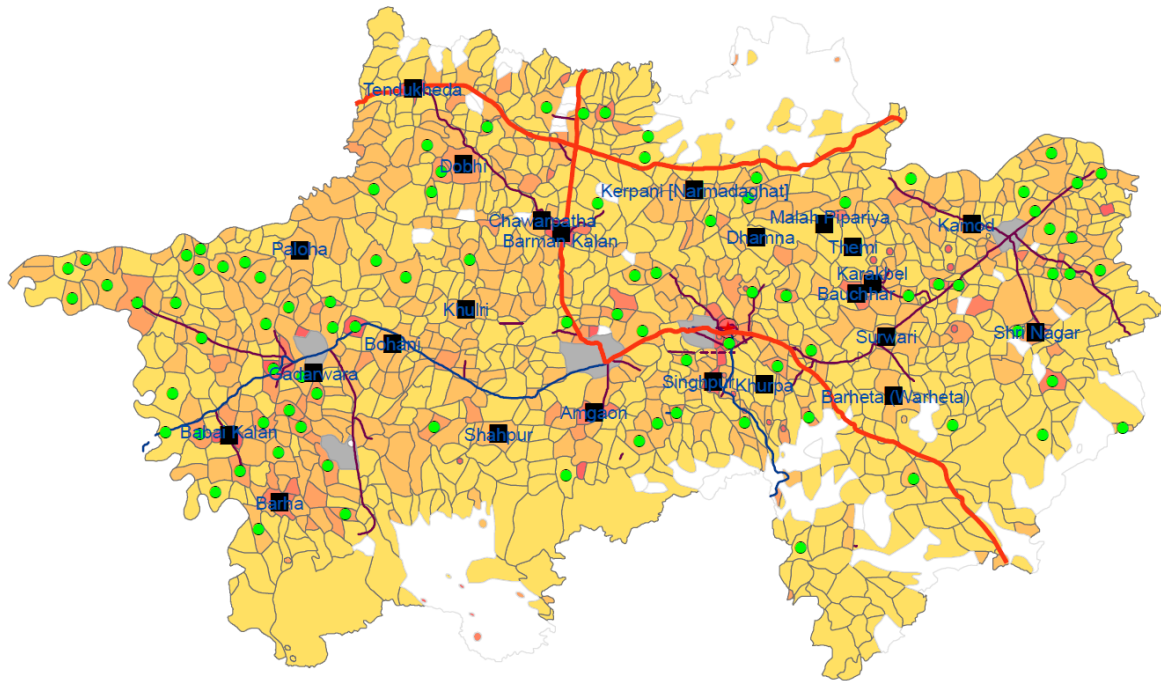 Tendukheda
Dobhi
Kerpani [Narmadaghat]
Chawarpatha
Malah Pipariya
Kamod
Barman Kalan
Dhamna
Themi
Paloha
Karakbel
Bauchhar
Khulri
Shri Nagar
Surwari
Bohani
Gadarwara
Singhpur
Khurpa
Barheta (Warheta)
Amgaon
Babai Kalan
Shahpur
Barha